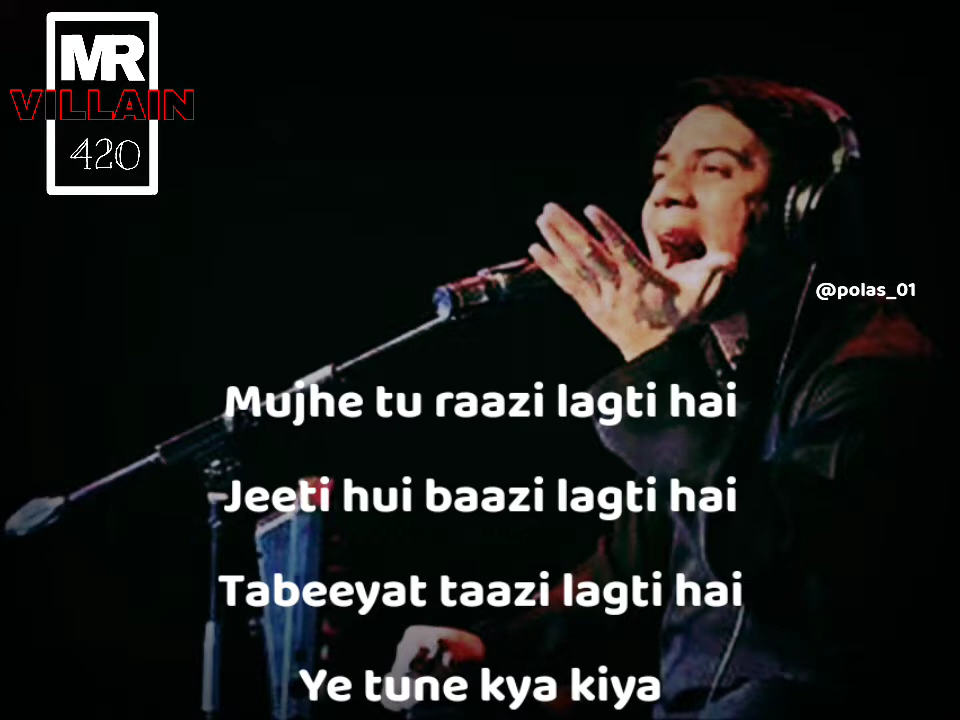 MR
VILLAIN
420
@polas_01
Mujhe tu raazi lagti hai
Jeeti hui baazi lagti hai
Tabeeyat taazi lagti hai
Ye tune kya kiya